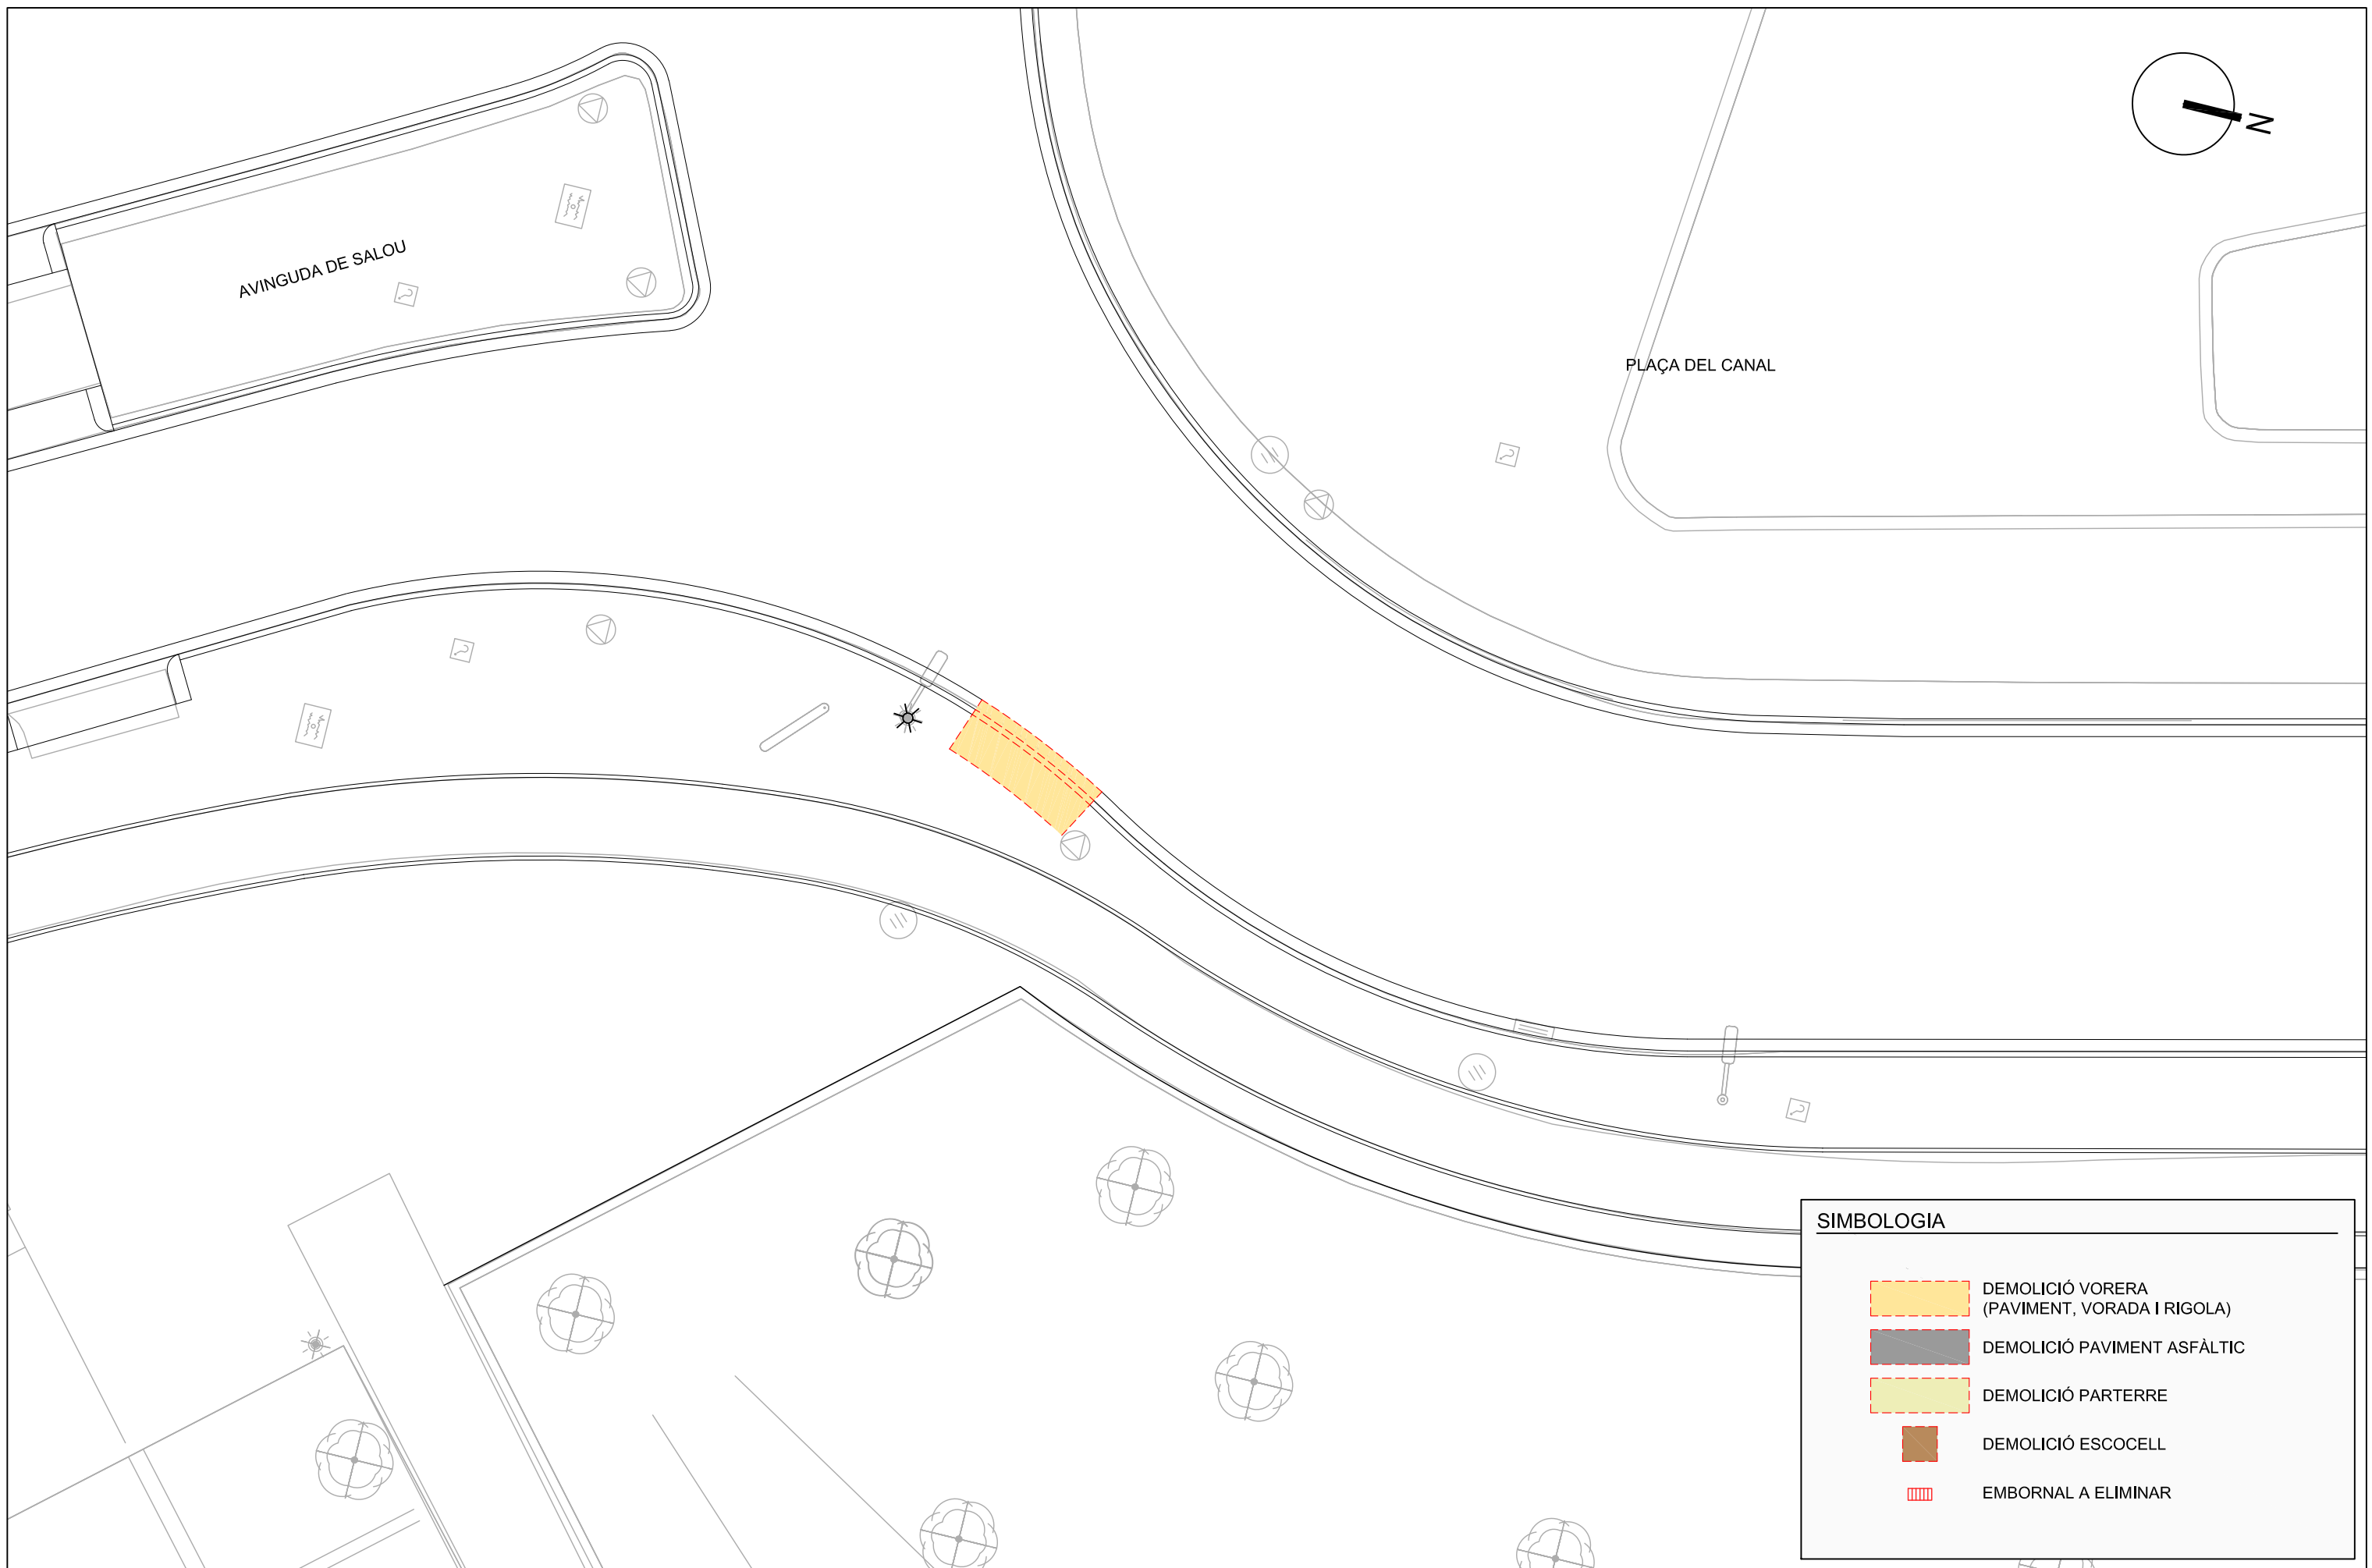 N
AVINGUDA DE SALOU
PLAÇA DEL CANAL
SIMBOLOGIA
DEMOLICIÓ VORERA
(PAVIMENT, VORADA I RIGOLA)
DEMOLICIÓ PAVIMENT ASFÀLTIC
DEMOLICIÓ PARTERRE
DEMOLICIÓ ESCOCELL
EMBORNAL A ELIMINAR